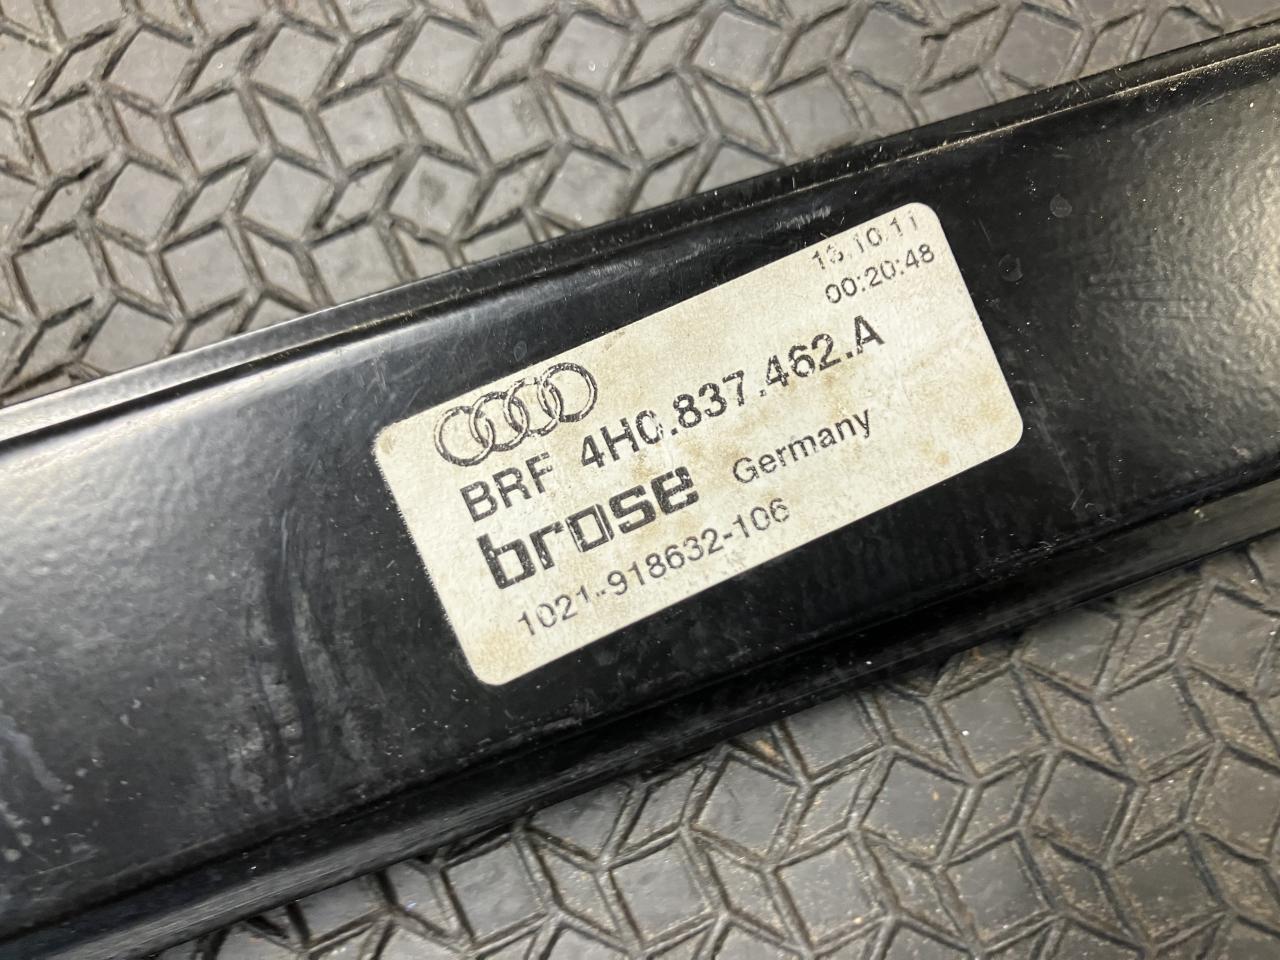 13.10.11
00:20:48
BRF 4H0.837.462.A
brose Germany
1021-918632-106